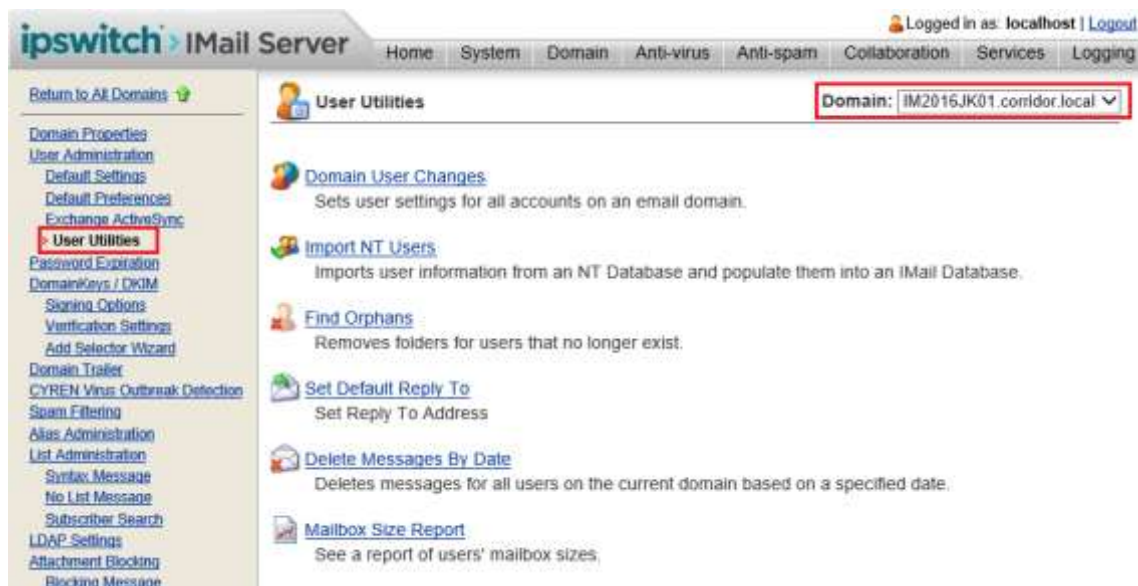 Logged in as: localhost | Logout
ipswitch IMail Server
Home System Domain Anti-virus Anti-spam Collaboration Services Logging
Return to All Domains
User Utilities
Domain: IM2016JK01.corridor.local
Domain Properties
User Administration
Default Settings
Default Preferences
Exchange ActiveSync
> User Utilities
Password Expiration
DomainKeys / DKIM
Signing Options
Verification Settings
Add Selector Wizard
Domain Trailer
CYREN Virus Outbreak Detection
Spam Filtering
Alias Administration
List Administration
Syntax Message
No List Message
Subscriber Search
LDAP Settings
Attachment Blocking
Blocking Message
Domain User Changes
Sets user settings for all accounts on an email domain.
Import NT Users
Imports user information from an NT Database and populate them into an IMail Database.
Find Orphans
Removes folders for users that no longer exist.
Set Default Reply To
Set Reply To Address
Delete Messages By Date
Deletes messages for all users on the current domain based on a specified date.
Mailbox Size Report
See a report of users' mailbox sizes.